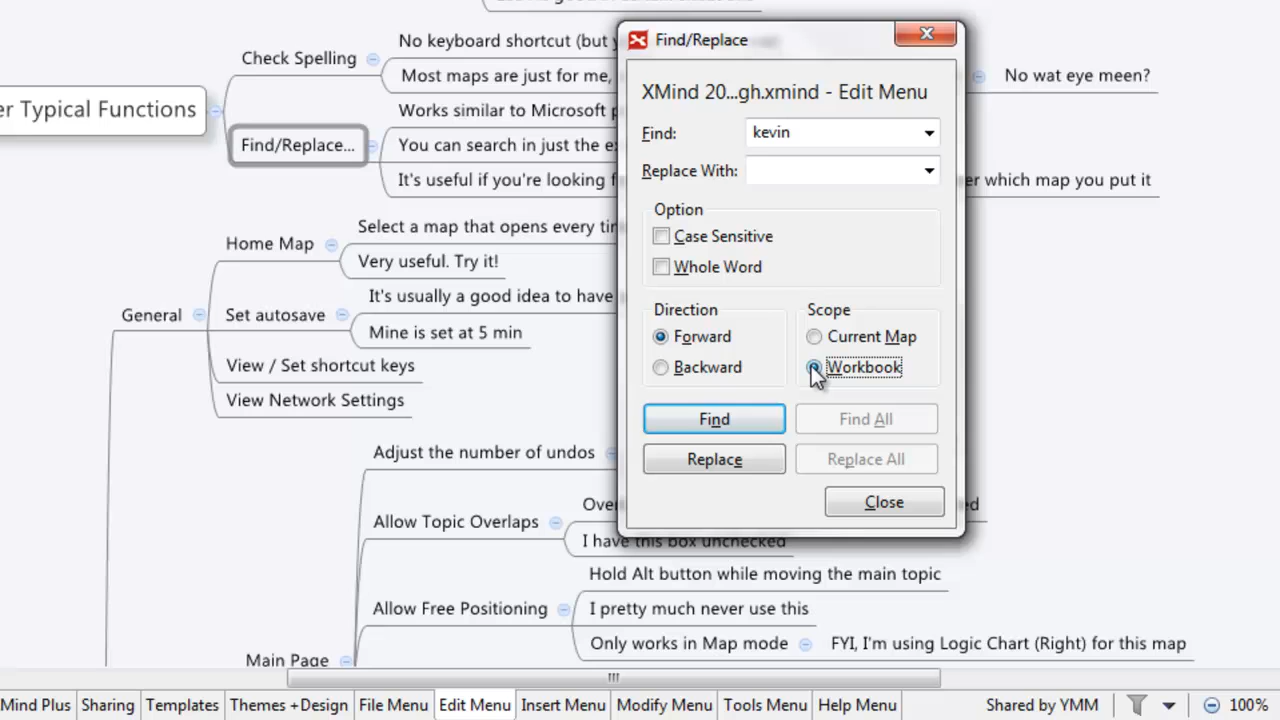 Check Spelling
No keyboard shortcut (but
Most maps are just for me,
No wat eye meen?
er Typical Functions
Works similar to Microsoft
Find/Replace...
You can search in just the
It's useful if you're looking
er which map you put it
Select a map that opens every
Home Map
Very useful. Try it!
It's usually a good idea to have
General
Set autosave
Mine is set at 5 min
View / Set shortcut keys
View Network Settings
Adjust the number of undos
Allow Topic Overlaps
I have this box unchecked
Hold Alt button while moving the main topic
Allow Free Positioning
I pretty much never use this
Only works in Map mode
FYI, I'm using Logic Chart (Right) for this map
Main Page
Find/Replace
XMind 20...gh.xmind - Edit Menu
Find:
kevin
Replace With:
Option
Case Sensitive
Whole Word
Direction
Scope
Forward
Current Map
Backward
Workbook
Find
Find All
Replace
Replace All
Close
Mind Plus
Sharing
Templates
Themes +Design
File Menu
Edit Menu
Insert Menu
Modify Menu
Tools Menu
Help Menu
Shared by YMM
100%